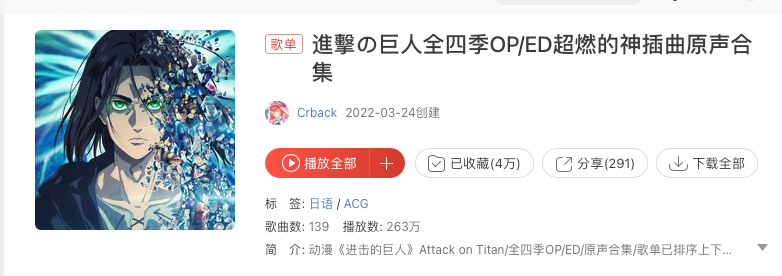 歌单 進擊の巨人全四季OP/ED超燃的神插曲原声合
集
Crback 2022-03-24创建
播放全部 已收藏(4万) 分享(291) 下载全部
标 签: 日语 / ACG
歌曲数: 139 播放数: 263万
简 介: 动漫《进击的巨人》Attack on Titan/全四季OP/ED/原声合集/歌单已排序上下...